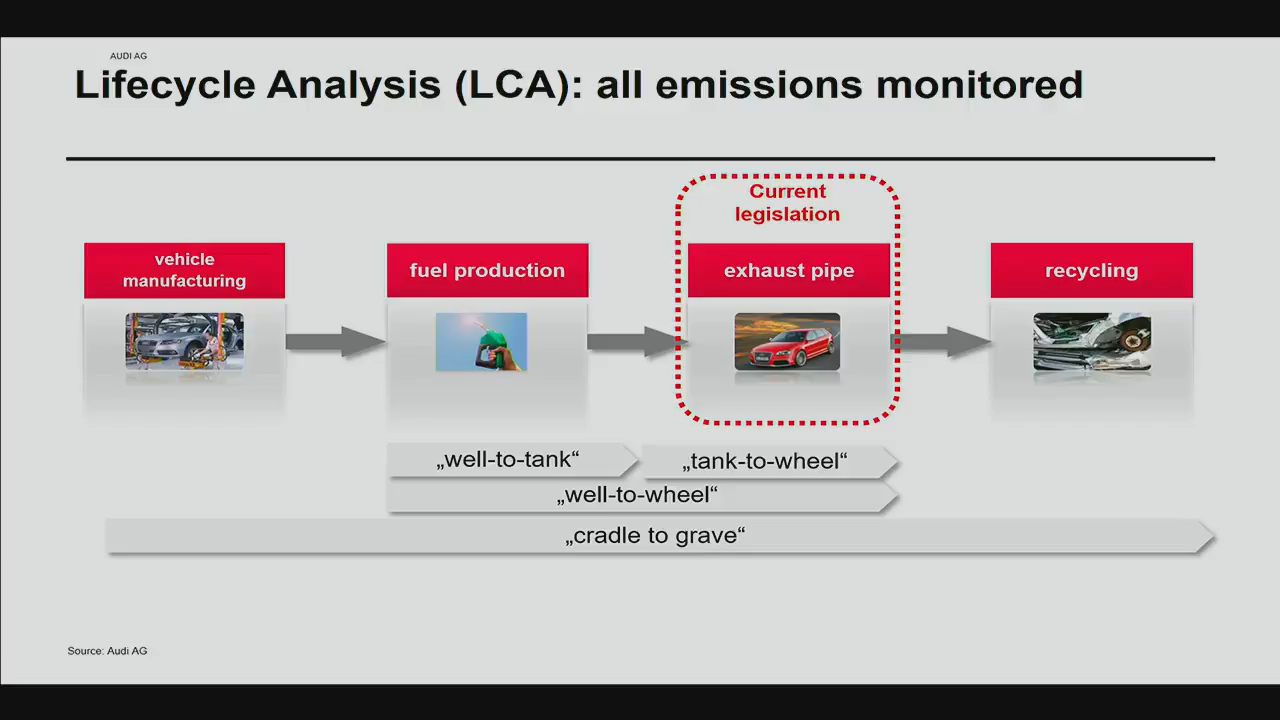 AUDI AG
Lifecycle Analysis (LCA): all emissions monitored
Current
legislation
vehicle
manufacturing
fuel production
exhaust pipe
recycling
„well-to-tank“
„tank-to-wheel“
„well-to-wheel“
„cradle to grave“
Source: Audi AG